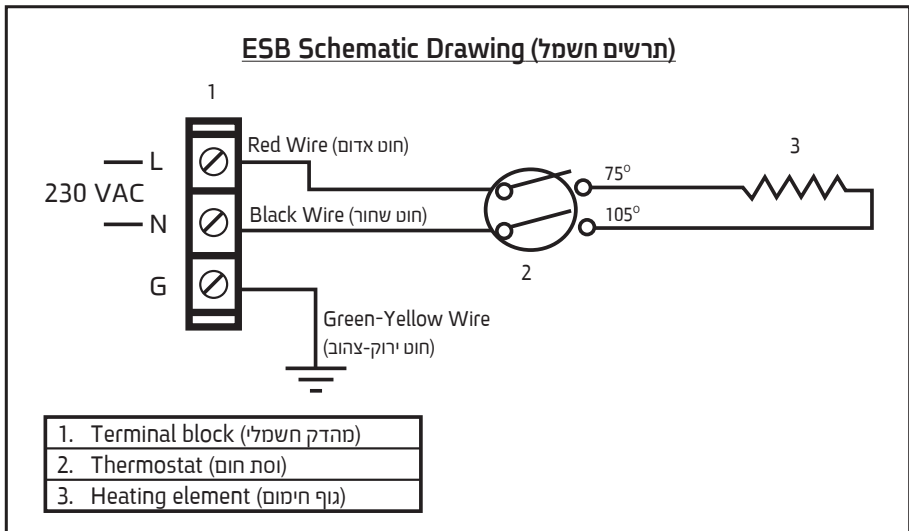 ESB Schematic Drawing (תרשים חשמל)
1
Red Wire (חוט אדום)
L
3
75°
230 VAC
Black Wire (חוט שחור)
105°
N
2
G
Green-Yellow Wire
(חוט ירוק-צהוב)
1. Terminal block (מהדק חשמלי)
2. Thermostat (וסת חום)
3. Heating element (גוף חימום)